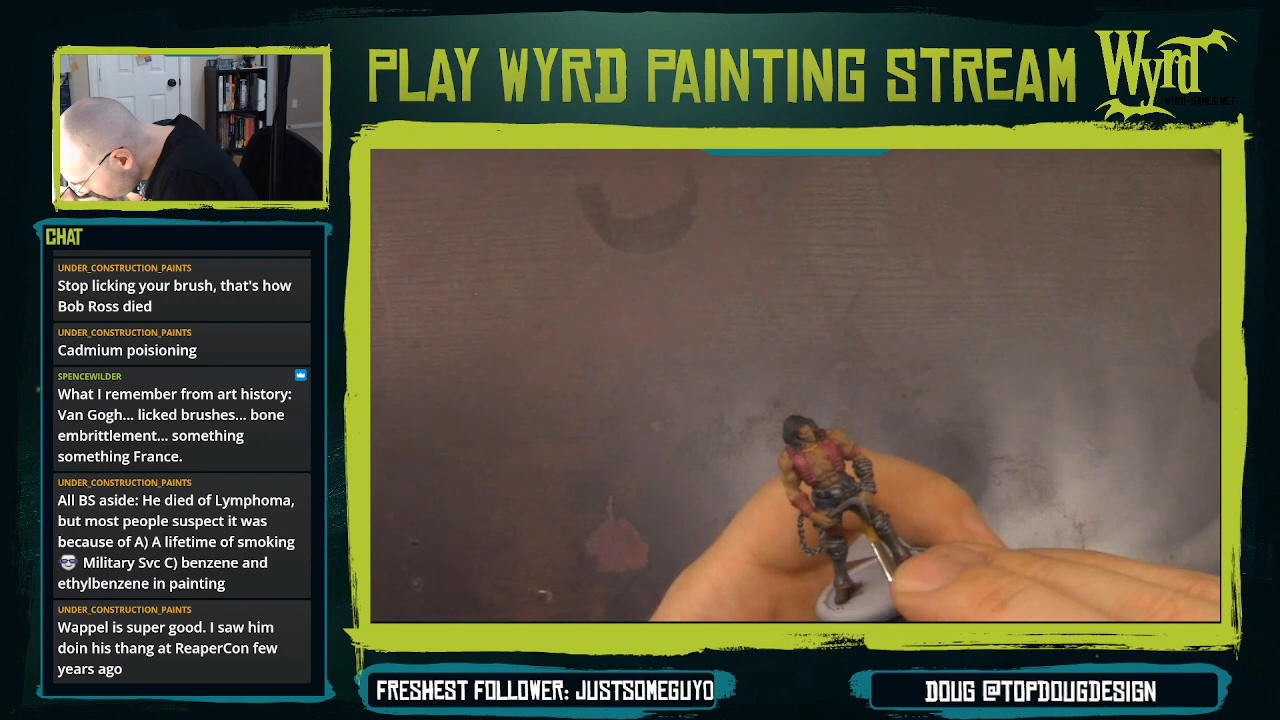 PLAY WYRD PAINTING STREAM
Wyrd
WYRD-GAMES.NET
CHAT
UNDER_CONSTRUCTION_PAINTS
Stop licking your brush, that's how
Bob Ross died
UNDER_CONSTRUCTION_PAINTS
Cadmium poisioning
SPENCEWILDER
What I remember from art history:
Van Gogh... licked brushes... bone
embrittlement... something
something France.
UNDER_CONSTRUCTION_PAINTS
All BS aside: He died of Lymphoma,
but most people suspect it was
because of A) A lifetime of smoking
Military Svc C) benzene and
ethylbenzene in painting
UNDER_CONSTRUCTION_PAINTS
Wappel is super good. I saw him
doin his thang at ReaperCon few
years ago
FRESHEST FOLLOWER: JUSTSOMEGUYO
DOUG @TOPDOUGDESIGN